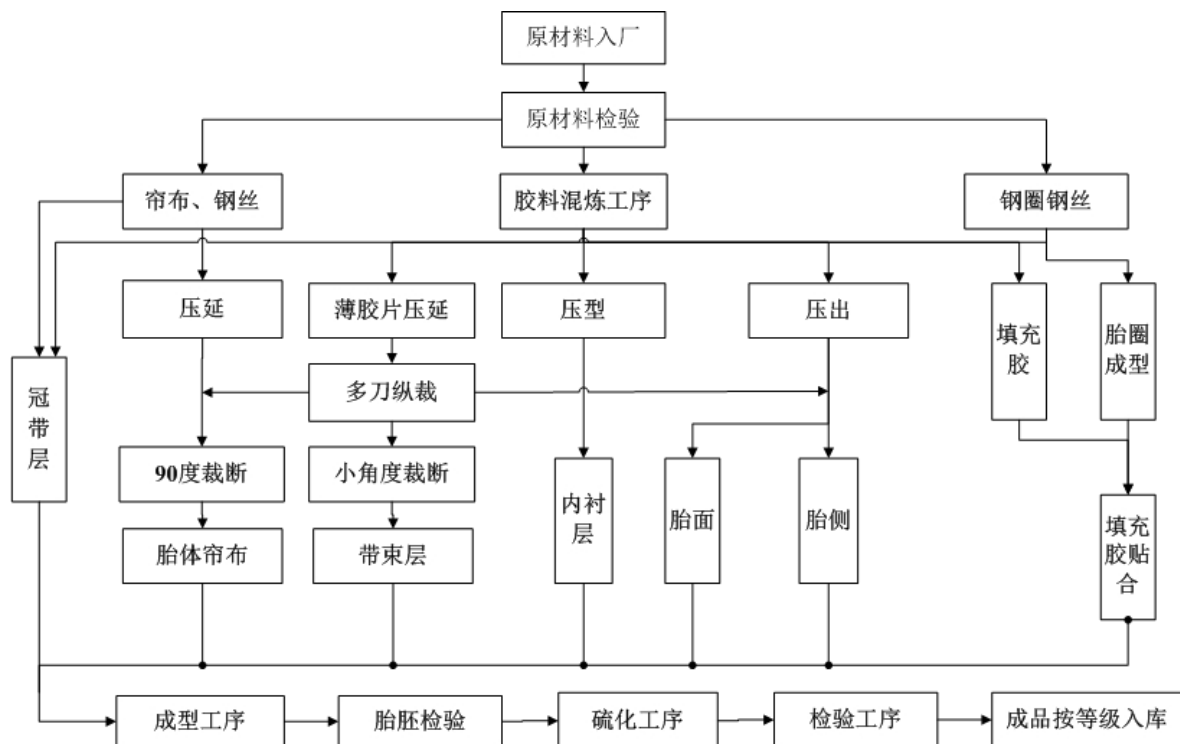 原材料入厂
原材料检验
帘布、钢丝
胶料混炼工序
钢圈钢丝
压延
薄胶片压延
压型
压出
填充
胶
胎圈
成型
冠
带
层
多刀纵裁
90度裁断
小角度裁断
内衬
层
胎面
胎侧
填充
胶贴
合
胎体帘布
带束层
成型工序
胎胚检验
硫化工序
检验工序
成品按等级入库